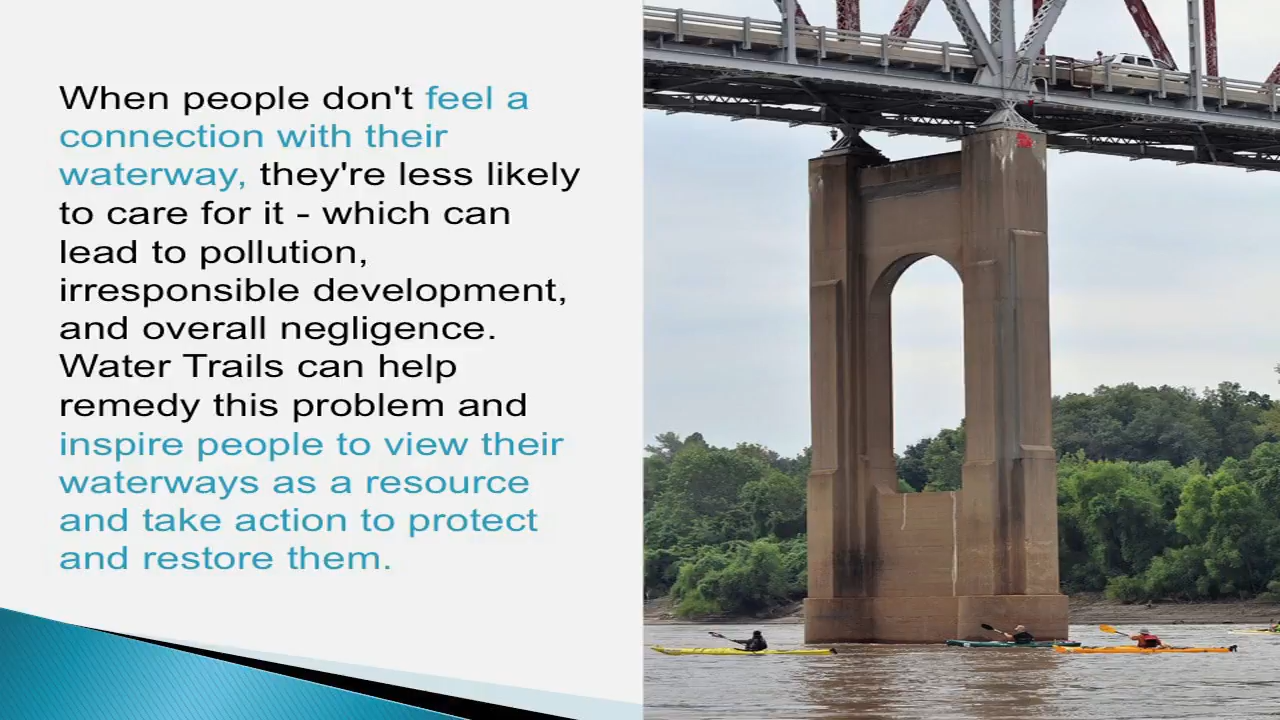 When people don't feel a
connection with their
waterway, they're less likely
to care for it - which can
lead to pollution,
irresponsible development,
and overall negligence.
Water Trails can help
remedy this problem and
inspire people to view their
waterways as a resource
and take action to protect
and restore them.